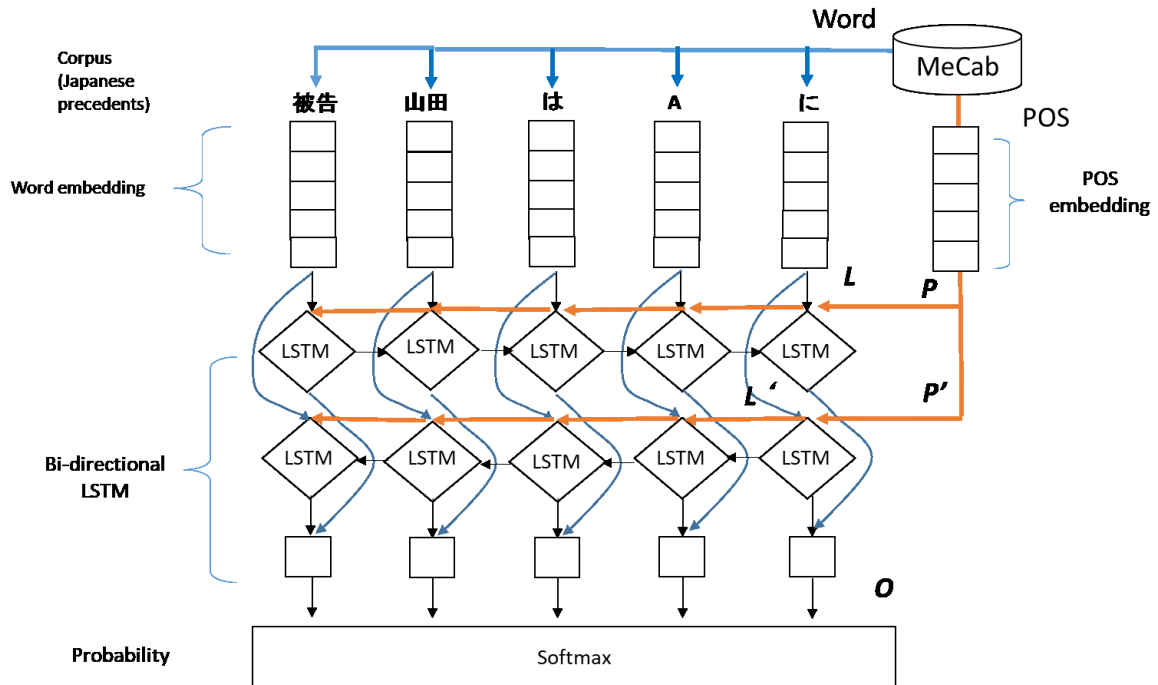 Word
MeCab
Corpus
(Japanese
precedents)
被告 山田 は A に
POS
Word embedding
POS
embedding
L P
LSTM LSTM LSTM LSTM LSTM
L ‘ P’
LSTM LSTM LSTM LSTM LSTM
Bi-directional
LSTM
O
Probability
Softmax